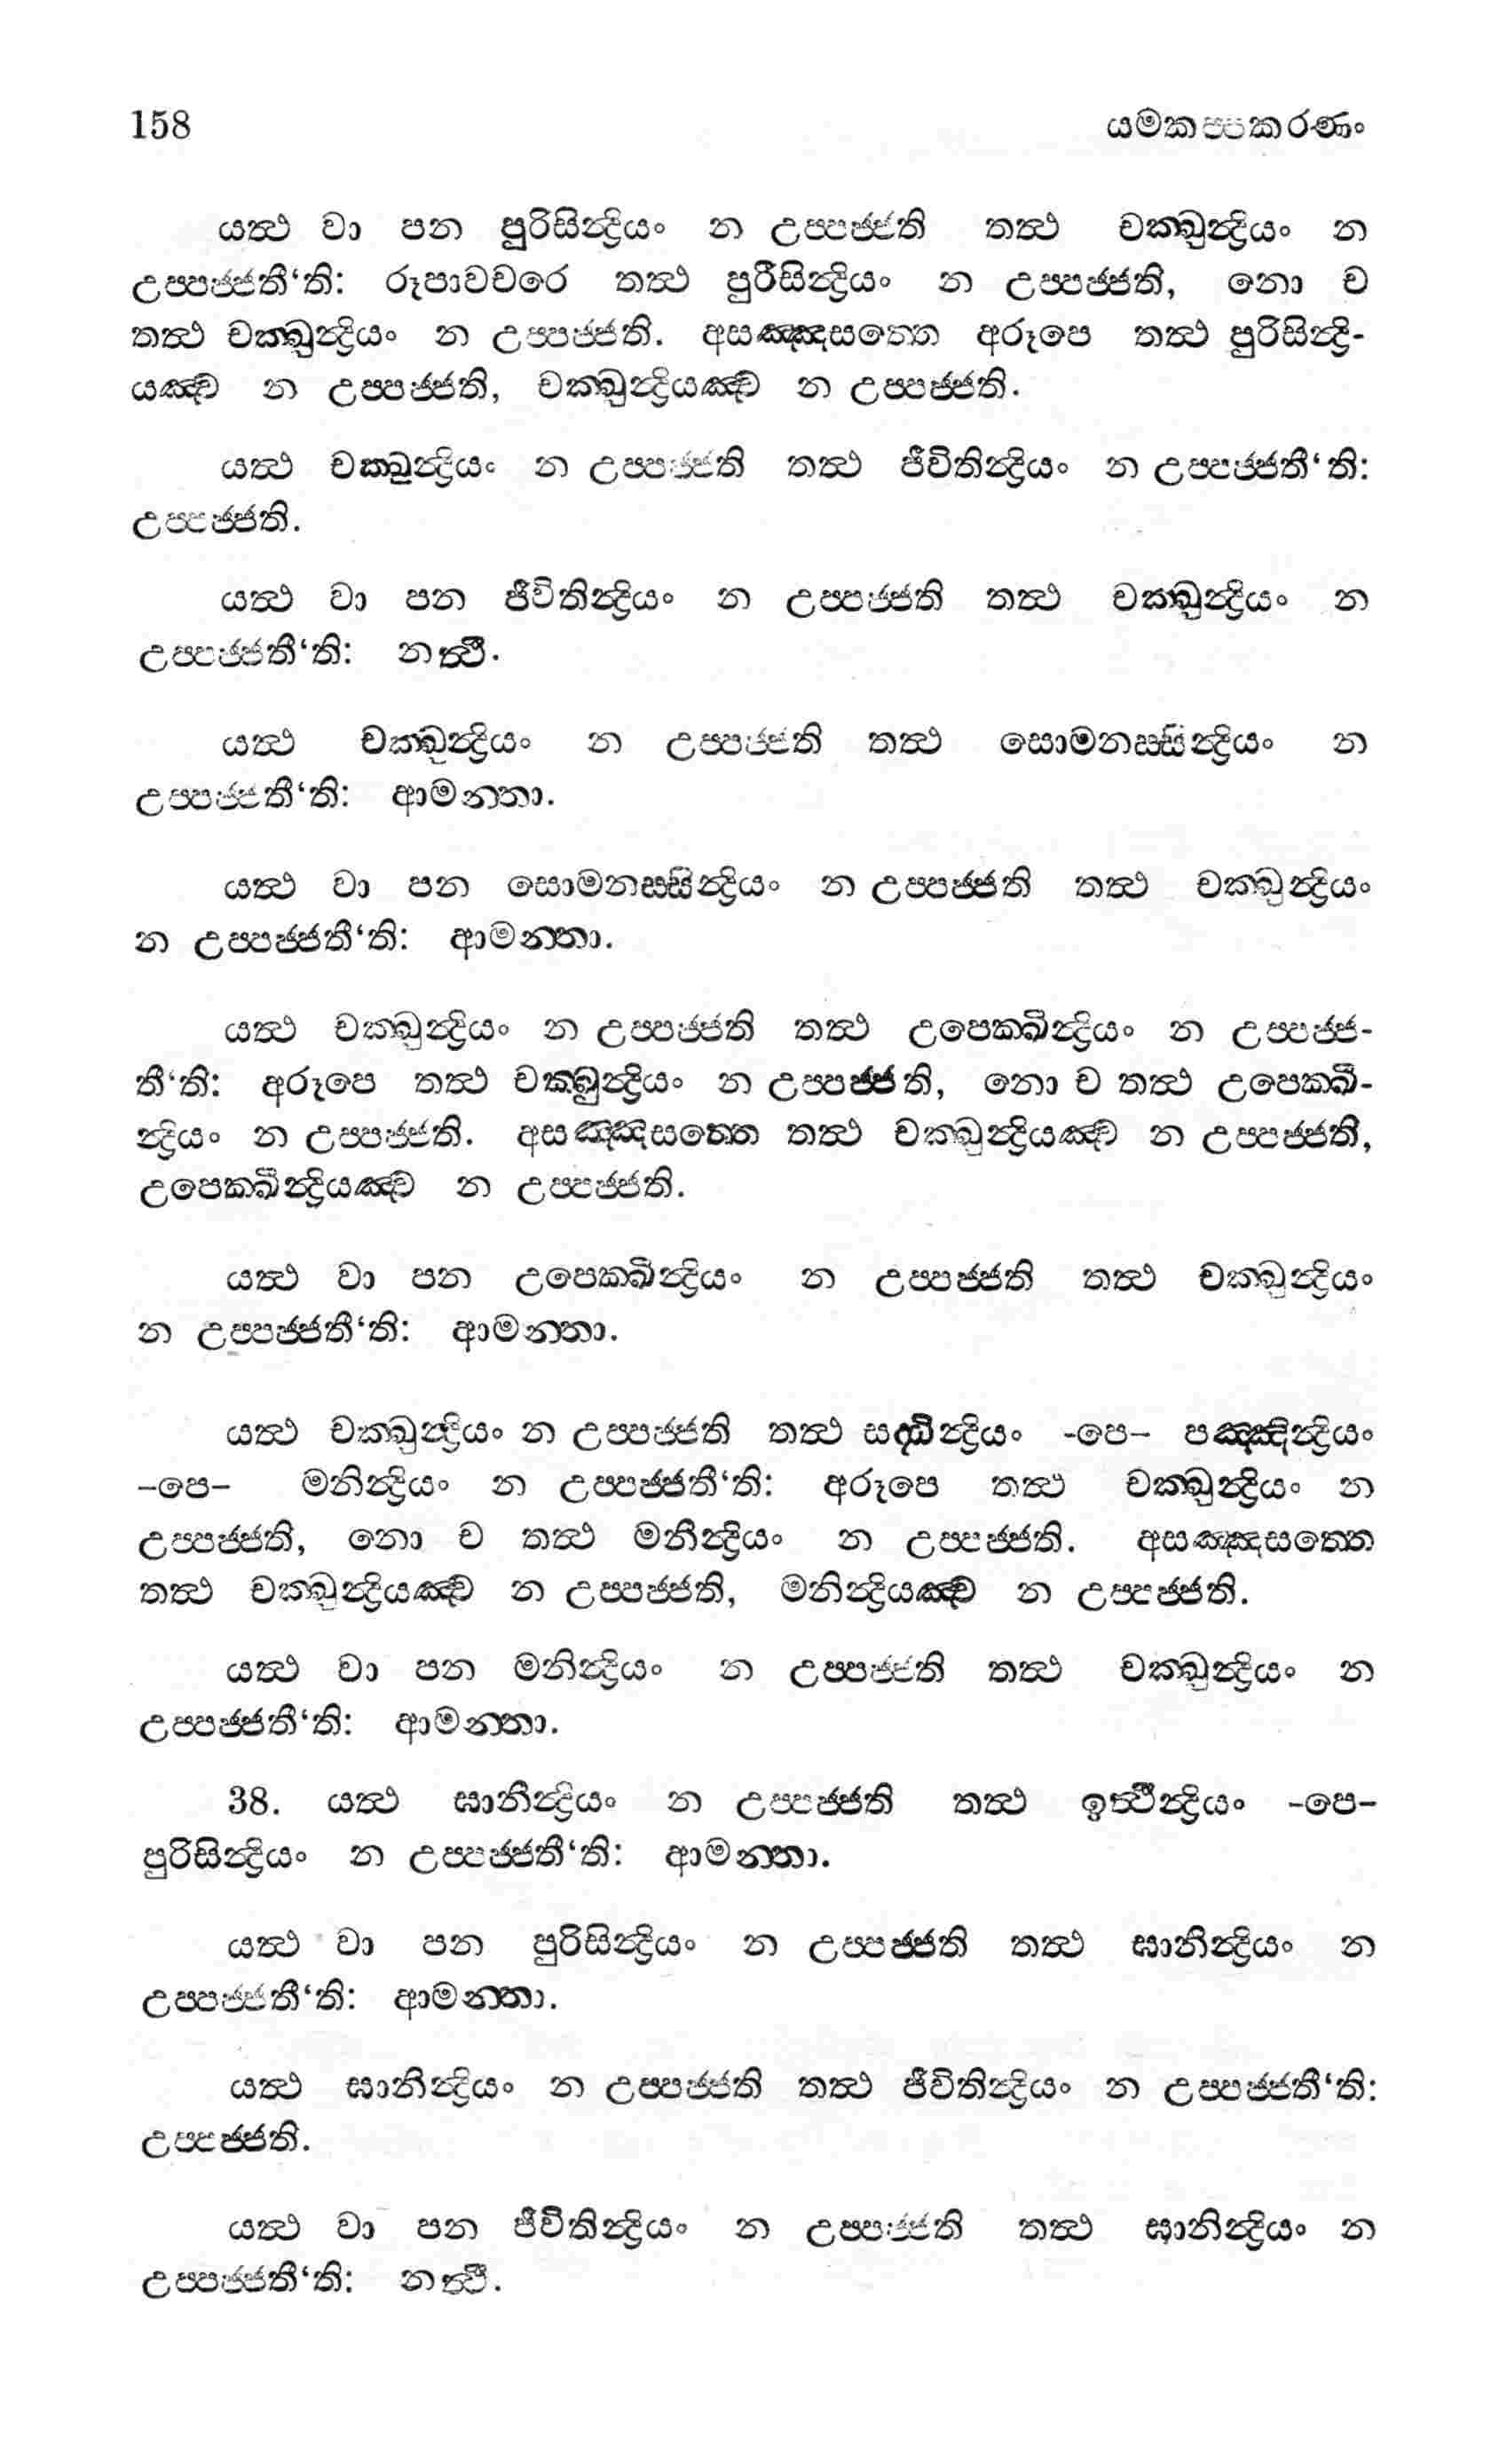 158 යමකප්පකරණං
යත්ථ වා පන පුරිසින්ද්‍රියං න උප්පජ්ජති තත්ථ චක්ඛුන්ද්‍රියං න
උප්පජ්ජතී‘ති: රූපාවචරෙ තත්ථ පුරිසින්ද්‍රියං න උප්පජ්ජති, නො ච
තත්ථ චක්ඛුන්ද්‍රියං න උප්පජ්ජති. අසඤ්ඤසත්තෙ අරූපෙ තත්ථ පුරිසින්ද්‍රි-
යඤ්ච න උප්පජ්ජති, චක්ඛුන්ද්‍රියඤ්ච න උප්පජ්ජති.
යත්ථ චක්ඛුන්ද්‍රියං න උප්පජ්ජති තත්ථ ජීවිතින්ද්‍රියං න උප්පජ්ජතී‘ති:
උප්පජ්ජති.
යත්ථ වා පන ජීවිතින්ද්‍රියං න උප්පජ්ජති තත්ථ චක්ඛුන්ද්‍රියං න
උප්පජ්ජතී‘ති: නත්ථි.
යත්ථ චක්ඛුන්ද්‍රියං න උප්පජ්ජති තත්ථ සොමනස්සින්ද්‍රියං න
උප්පජ්ජතී‘ති: ආමන්තා.
යත්ථ වා පන සොමනස්සින්ද්‍රියං න උප්පජ්ජති තත්ථ චක්ඛුන්ද්‍රියං
න උප්පජ්ජතී‘ති: ආමන්තා.
යත්ථ චක්ඛුන්ද්‍රියං න උප්පජ්ජති තත්ථ උපෙක්ඛින්ද්‍රියං න උප්පජ්ජ-
තී‘ති: අරූපෙ තත්ථ චක්ඛුන්ද්‍රියං න උප්පජ්ජති, නො ච තත්ථ උපෙක්ඛි-
න්ද්‍රියං න උප්පජ්ජති. අසඤ්ඤසත්තෙ තත්ථ චක්ඛුන්ද්‍රියඤ්ච න උප්පජ්ජති,
උපෙක්ඛින්ද්‍රියඤ්ච න උප්පජ්ජති.
යත්ථ වා පන උපෙක්ඛින්ද්‍රියං න උප්පජ්ජති තත්ථ චක්ඛුන්ද්‍රියං
න උප්පජ්ජතී‘ති: ආමන්තා.
යත්ථ චක්ඛුන්ද්‍රියං න උප්පජ්ජති තත්ථ සද්ධින්ද්‍රියං -පෙ- පඤ්ඤින්ද්‍රියං
-පෙ- මනින්ද්‍රියං න උප්පජ්ජතී‘ති: අරූපෙ තත්ථ චක්ඛුන්ද්‍රියං න
උප්පජ්ජති, නො ච තත්ථ මනින්ද්‍රියං න උප්පජ්ජති. අසඤ්ඤසත්තෙ
තත්ථ චක්ඛුන්ද්‍රියඤ්ච න උප්පජ්ජති, මනින්ද්‍රියඤ්ච න උප්පජ්ජති.
යත්ථ වා පන මනින්ද්‍රියං න උප්පජ්ජති තත්ථ චක්ඛුන්ද්‍රියං න
උප්පජ්ජතී‘ති: ආමන්තා.
38. යත්ථ ඝානින්ද්‍රියං න උප්පජ්ජති තත්ථ ඉත්ථින්ද්‍රියං -පෙ-
පුරිසින්ද්‍රියං න උප්පජ්ජතී‘ති: ආමන්තා.
යත්ථ වා පන පුරිසින්ද්‍රියං න උප්පජ්ජති තත්ථ ඝානින්ද්‍රියං න
උප්පජ්ජතී‘ති: ආමන්තා.
යත්ථ ඝානින්ද්‍රියං න උප්පජ්ජති තත්ථ ජීවිතින්ද්‍රියං න උප්පජ්ජතී‘ති:
උප්පජ්ජති.
යත්ථ වා පන ජීවිතින්ද්‍රියං න උප්පජ්ජති තත්ථ ඝානින්ද්‍රියං න
උප්පජ්ජතී‘ති: නත්ථි.